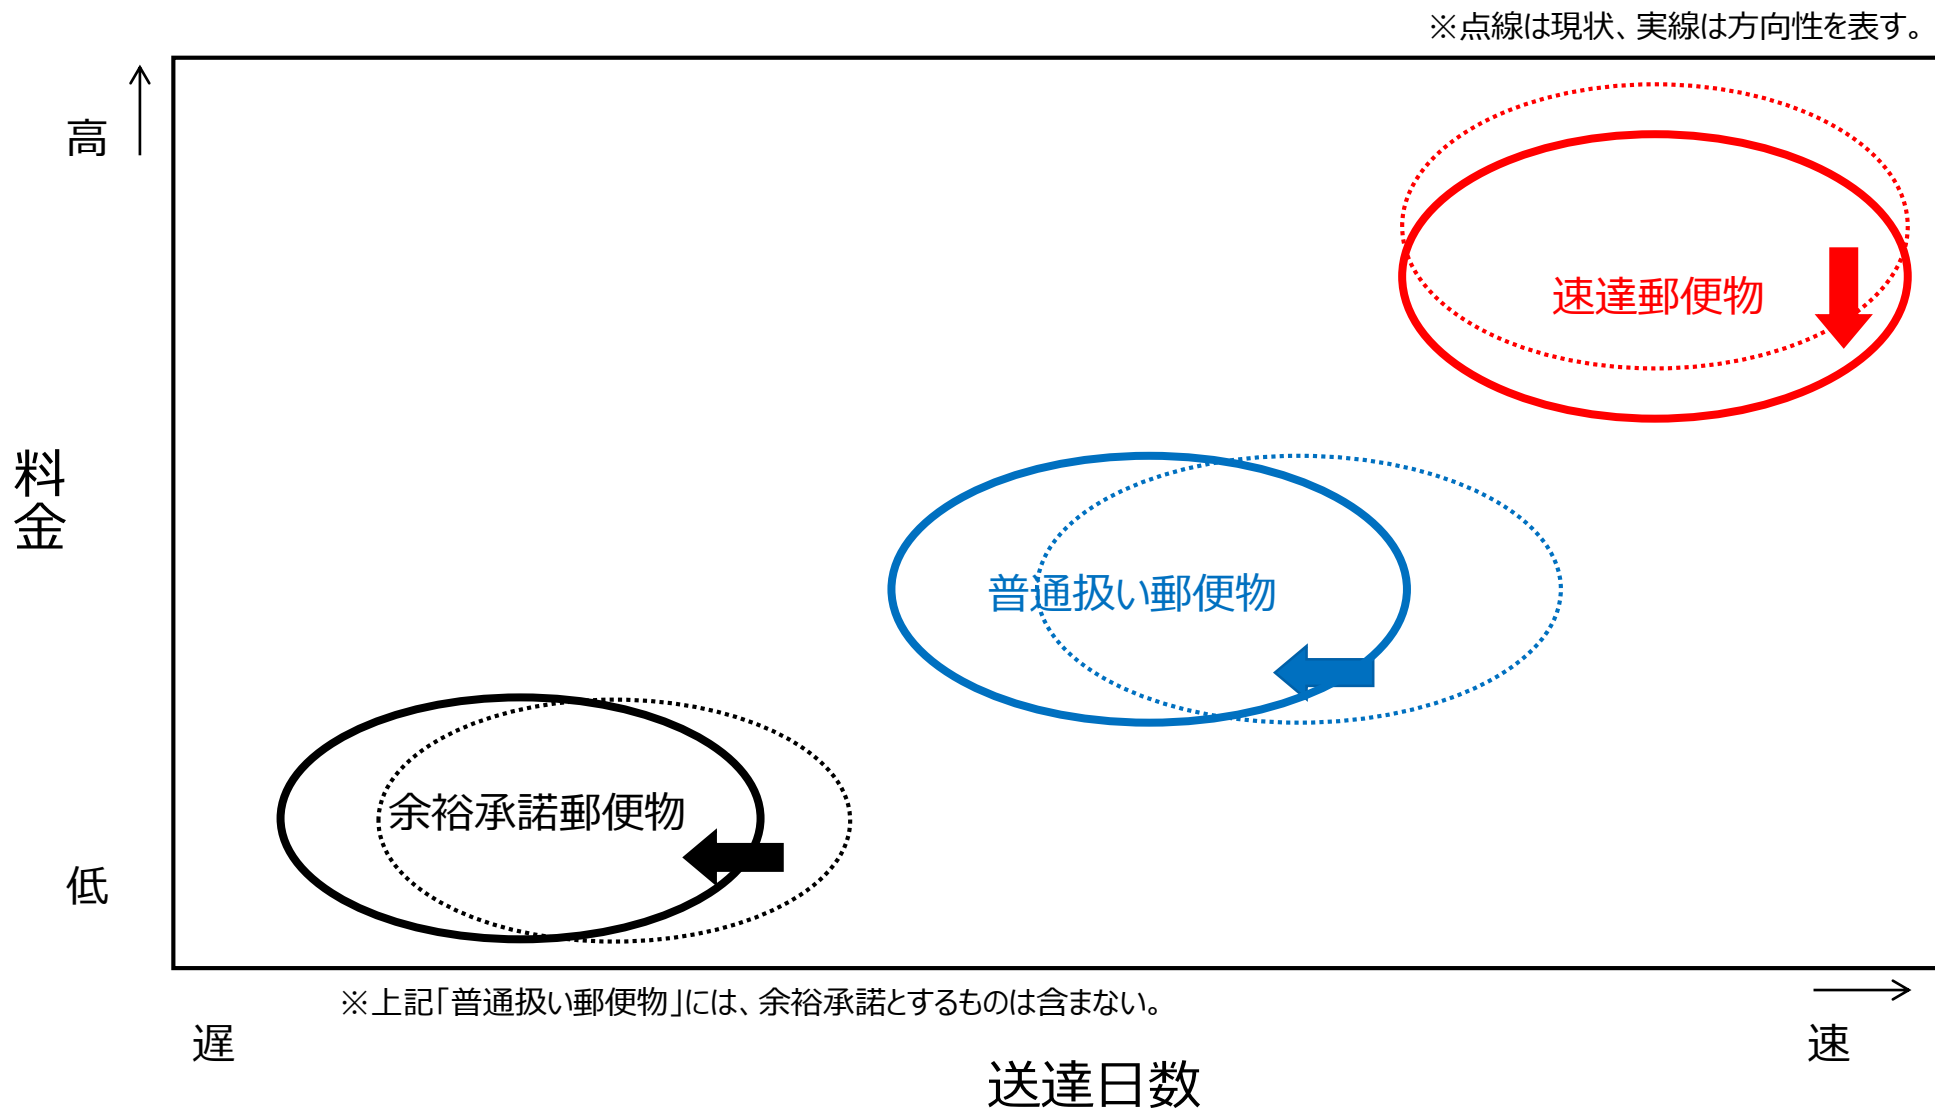 ※点線は現状、実線は方向性を表す。
高
速達郵便物
料金
普通扱い郵便物
余裕承諾郵便物
低
※上記「普通扱い郵便物」には、余裕承諾とするものは含まない。
遅
速
送達日数